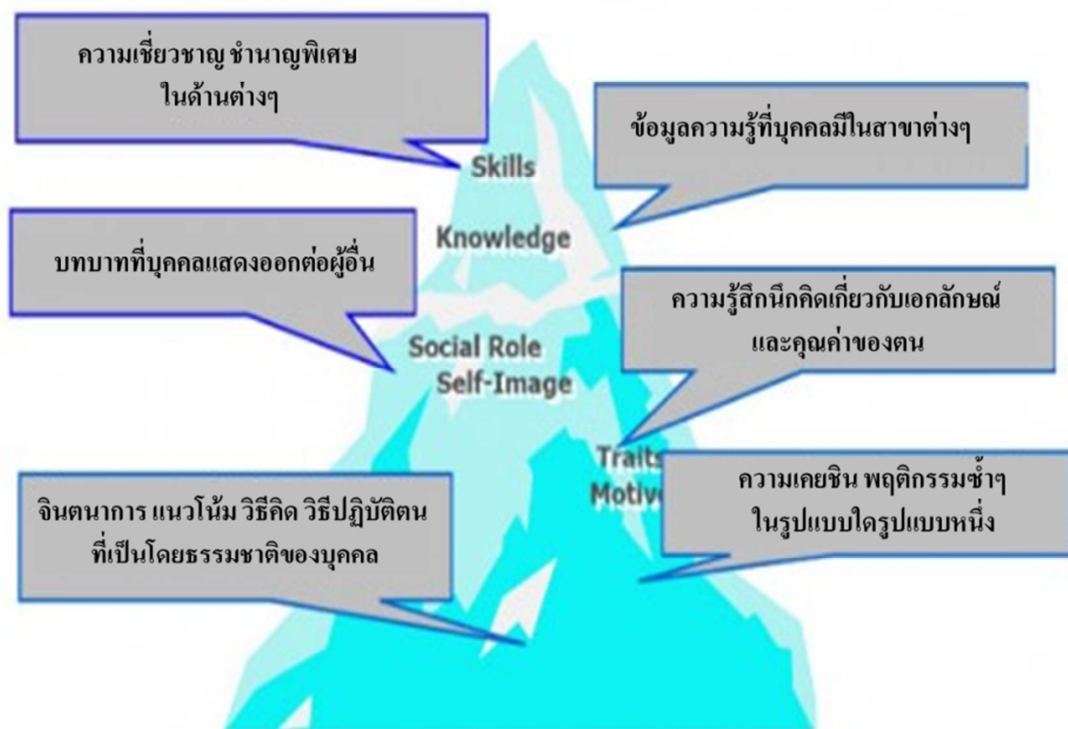 ความเชี่ยวชาญ ชำนาญพิเศษ
ในด้านต่างๆ
ข้อมูลความรู้ที่บุคคลมีในสาขาต่างๆ
Skills
Knowledge
บทบาทที่บุคคลแสดงออกต่อผู้อื่น
ความรู้สึกนึกคิดเกี่ยวกับเอกลักษณ์
และคุณค่าของตน
Social Role
Self-Image
Traits
จินตนาการ แนวโน้ม วิธีคิด วิธีปฏิบัติตน
ที่เป็นโดยธรรมชาติของบุคคล
ความเคยชิน พฤติกรรมซ้ำๆ
ในรูปแบบใดรูปแบบหนึ่ง